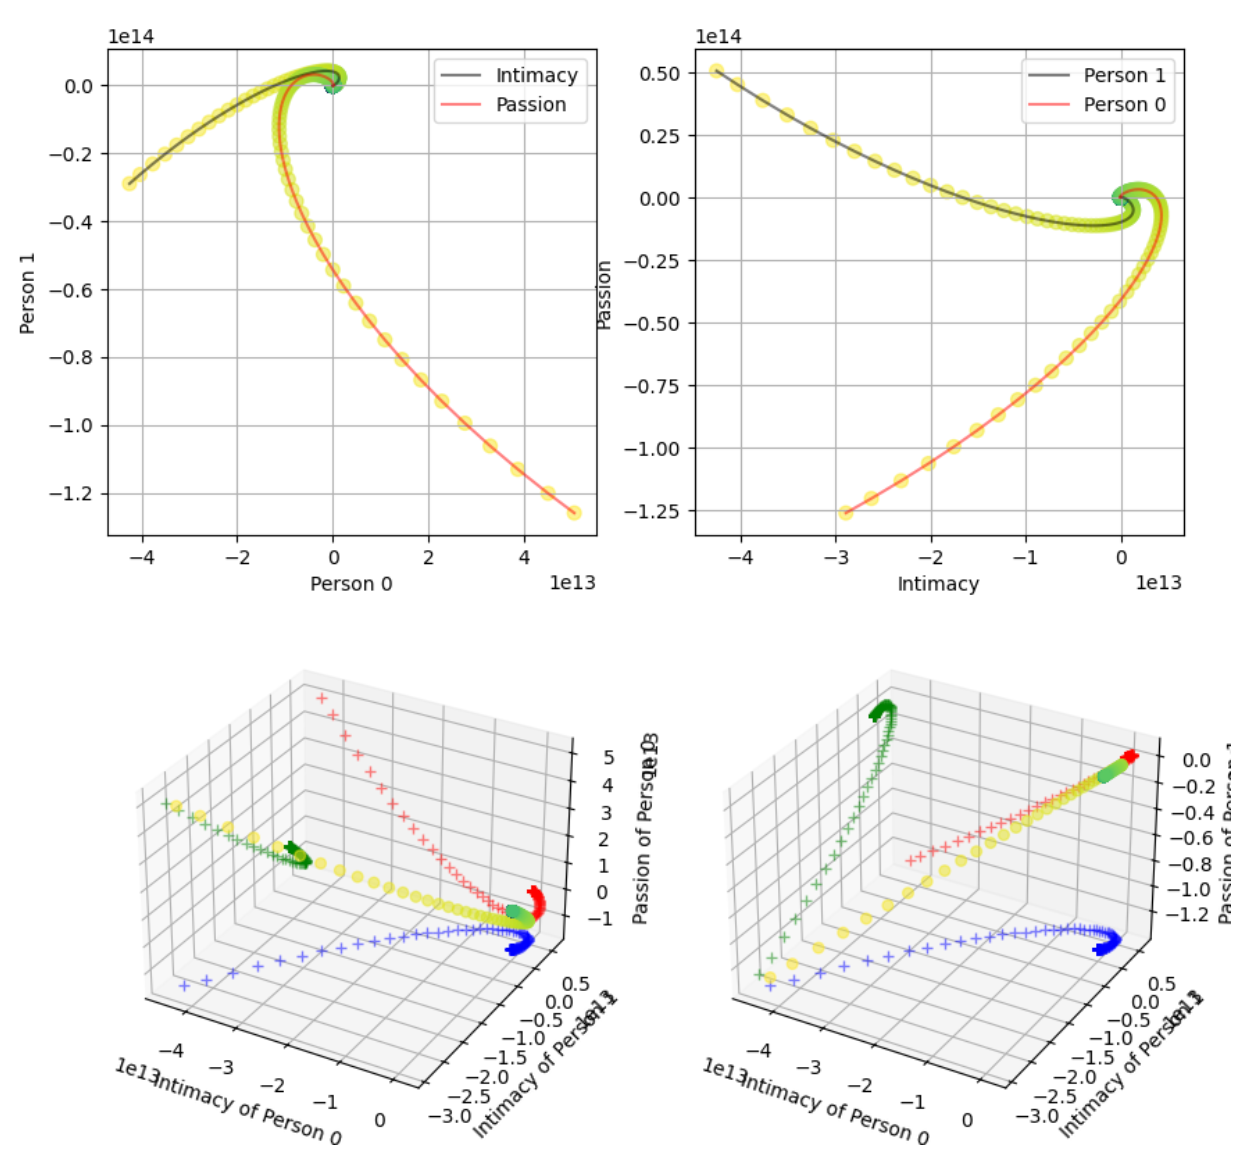 1e14
0.0
−0.2
−0.4
−0.6
−0.8
−1.0
−1.2
Person 1
Intimacy
Passion
−4
−2
0
2
4
Person 0
1e13
1e14
0.50
0.25
0.00
−0.25
−0.50
−0.75
−1.00
−1.25
Passion
Person 1
Person 0
−4
−3
−2
−1
0
Intimacy
1e13
5
4
3
2
1
0
−1
1e13
Passion of Person 0
0.5
0.0
−0.5
−1.0
−1.5
−2.0
−2.5
−3.0
1e13
Intimacy of Person 1
−4
−3
−2
−1
0
1e13
Intimacy of Person 0
0.0
−0.2
−0.4
−0.6
−0.8
−1.0
−1.2
Passion of Person 1
0.5
0.0
−0.5
−1.0
−1.5
−2.0
−2.5
−3.0
1e13
Intimacy of Person 1
−4
−3
−2
−1
0
1e13
Intimacy of Person 0